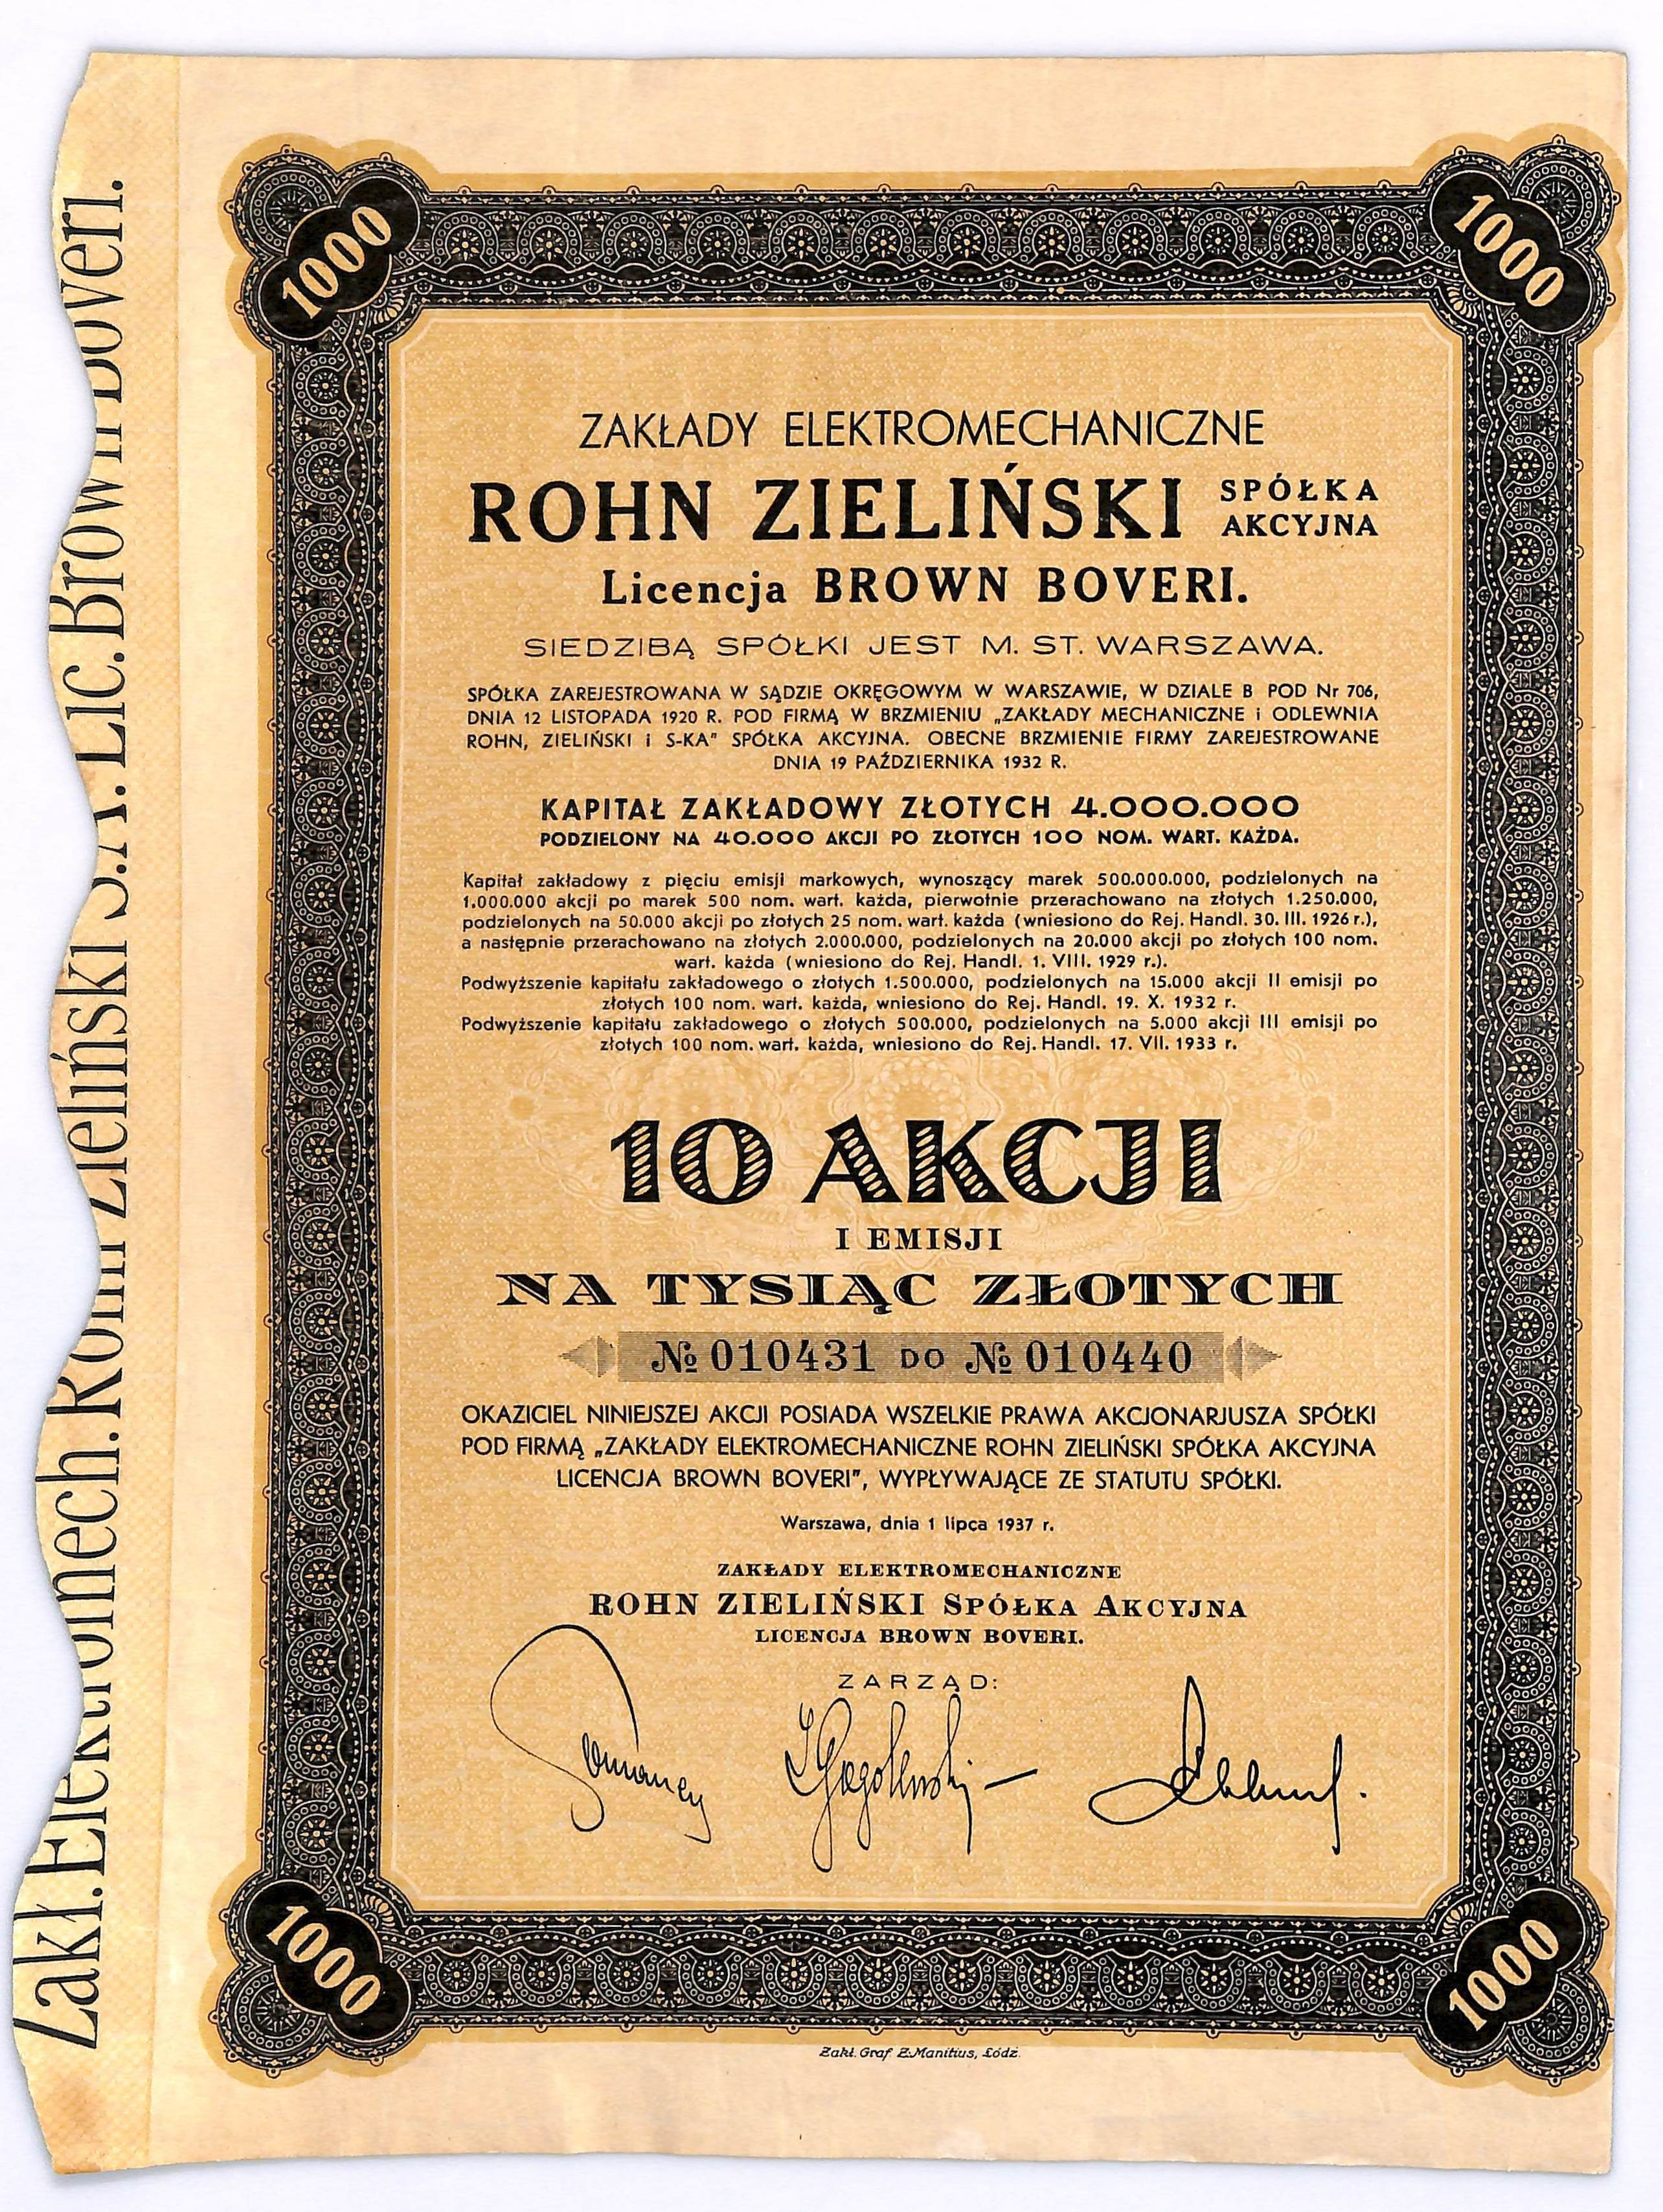 1000
1000
ZAKŁADY ELEKTROMECHANICZNE
ROHN ZIELIŃSKI SPÓŁKA AKCYJNA
Licencja BROWN BOVERI.
SIEDZIBĄ SPÓŁKI JEST M. ST. WARSZAWA.
SPÓŁKA ZAREJESTROWANA W SĄDZIE OKRĘGOWYM W WARSZAWIE, W DZIALE B POD Nr 706,
DNIA 12 LISTOPADA 1920 R. POD FIRMĄ W BRZMIENIU „ZAKŁADY MECHANICZNE i ODLEWNIA
ROHN, ZIELIŃSKI i S-KA" SPÓŁKA AKCYJNA. OBECNE BRZMIENIE FIRMY ZAREJESTROWANE
DNIA 19 PAŹDZIERNIKA 1932 R.
KAPITAŁ ZAKŁADOWY ZŁOTYCH 4.000.000
PODZIELONY NA 40.000 AKCJI PO ZŁOTYCH 100 NOM. WART. KAŻDA.
Kapitał zakładowy z pięciu emisji markowych, wynoszący marek 500.000.000, podzielonych na
1.000.000 akcji po marek 500 nom. wart. każda, pierwotnie przerachowano na złotych 1.250.000,
podzielonych na 50.000 akcji po złotych 25 nom. wart. każda (wniesiono do Rej. Handl. 30. III. 1926 r.),
a następnie przerachowano na złotych 2.000.000, podzielonych na 20.000 akcji po złotych 100 nom.
wart. każda (wniesiono do Rej. Handl. 1. VIII. 1929 r.).
Podwyższenie kapitału zakładowego o złotych 1.500.000, podzielonych na 15.000 akcji II emisji po
złotych 100 nom. wart. każda, wniesiono do Rej. Handl. 19. X. 1932 r.
Podwyższenie kapitału zakładowego o złotych 500.000, podzielonych na 5.000 akcji III emisji po
złotych 100 nom. wart. każda, wniesiono do Rej. Handl. 17. VII. 1933 r.
10 AKCJI
I EMISJI
NA TYSIĄC ZŁOTYCH
№ 010431 DO № 010440
OKAZICIEL NINIEJSZEJ AKCJI POSIADA WSZELKIE PRAWA AKCJONARJUSZA SPÓŁKI
POD FIRMĄ „ZAKŁADY ELEKTROMECHANICZNE ROHN ZIELIŃSKI SPÓŁKA AKCYJNA
LICENCJA BROWN BOVERI", WYPŁYWAJĄCE ZE STATUTU SPÓŁKI.
Warszawa, dnia 1 lipca 1937 r.
ZAKŁADY ELEKTROMECHANICZNE
ROHN ZIELIŃSKI SPÓŁKA AKCYJNA
LICENCJA BROWN BOVERI.
ZARZĄD:
1000
1000
Zakł. Graf Z.Manitius, Łódź.
Zakł. Elektromech. Rohn Zieliński S.A. Lic. Brown Boveri.